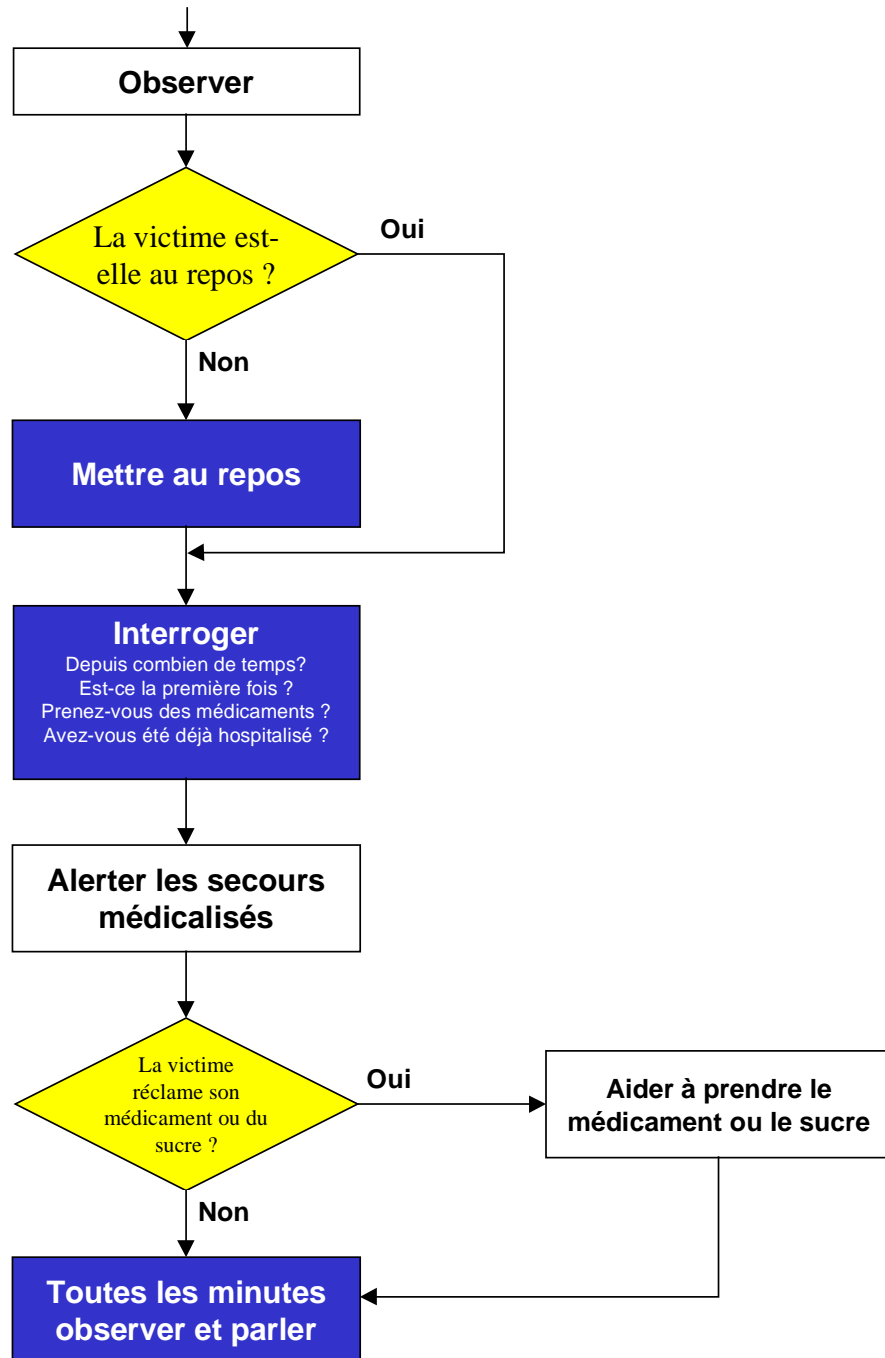 Observer
La victime est-
elle au repos ?
Oui
Non
Mettre au repos
Interroger
Depuis combien de temps?
Est-ce la première fois ?
Prenez-vous des médicaments ?
Avez-vous été déjà hospitalisé ?
Alerter les secours
médicalisés
La victime
réclame son
médicament ou du
sucre ?
Oui
Aider à prendre le
médicament ou le sucre
Non
Toutes les minutes
observer et parler